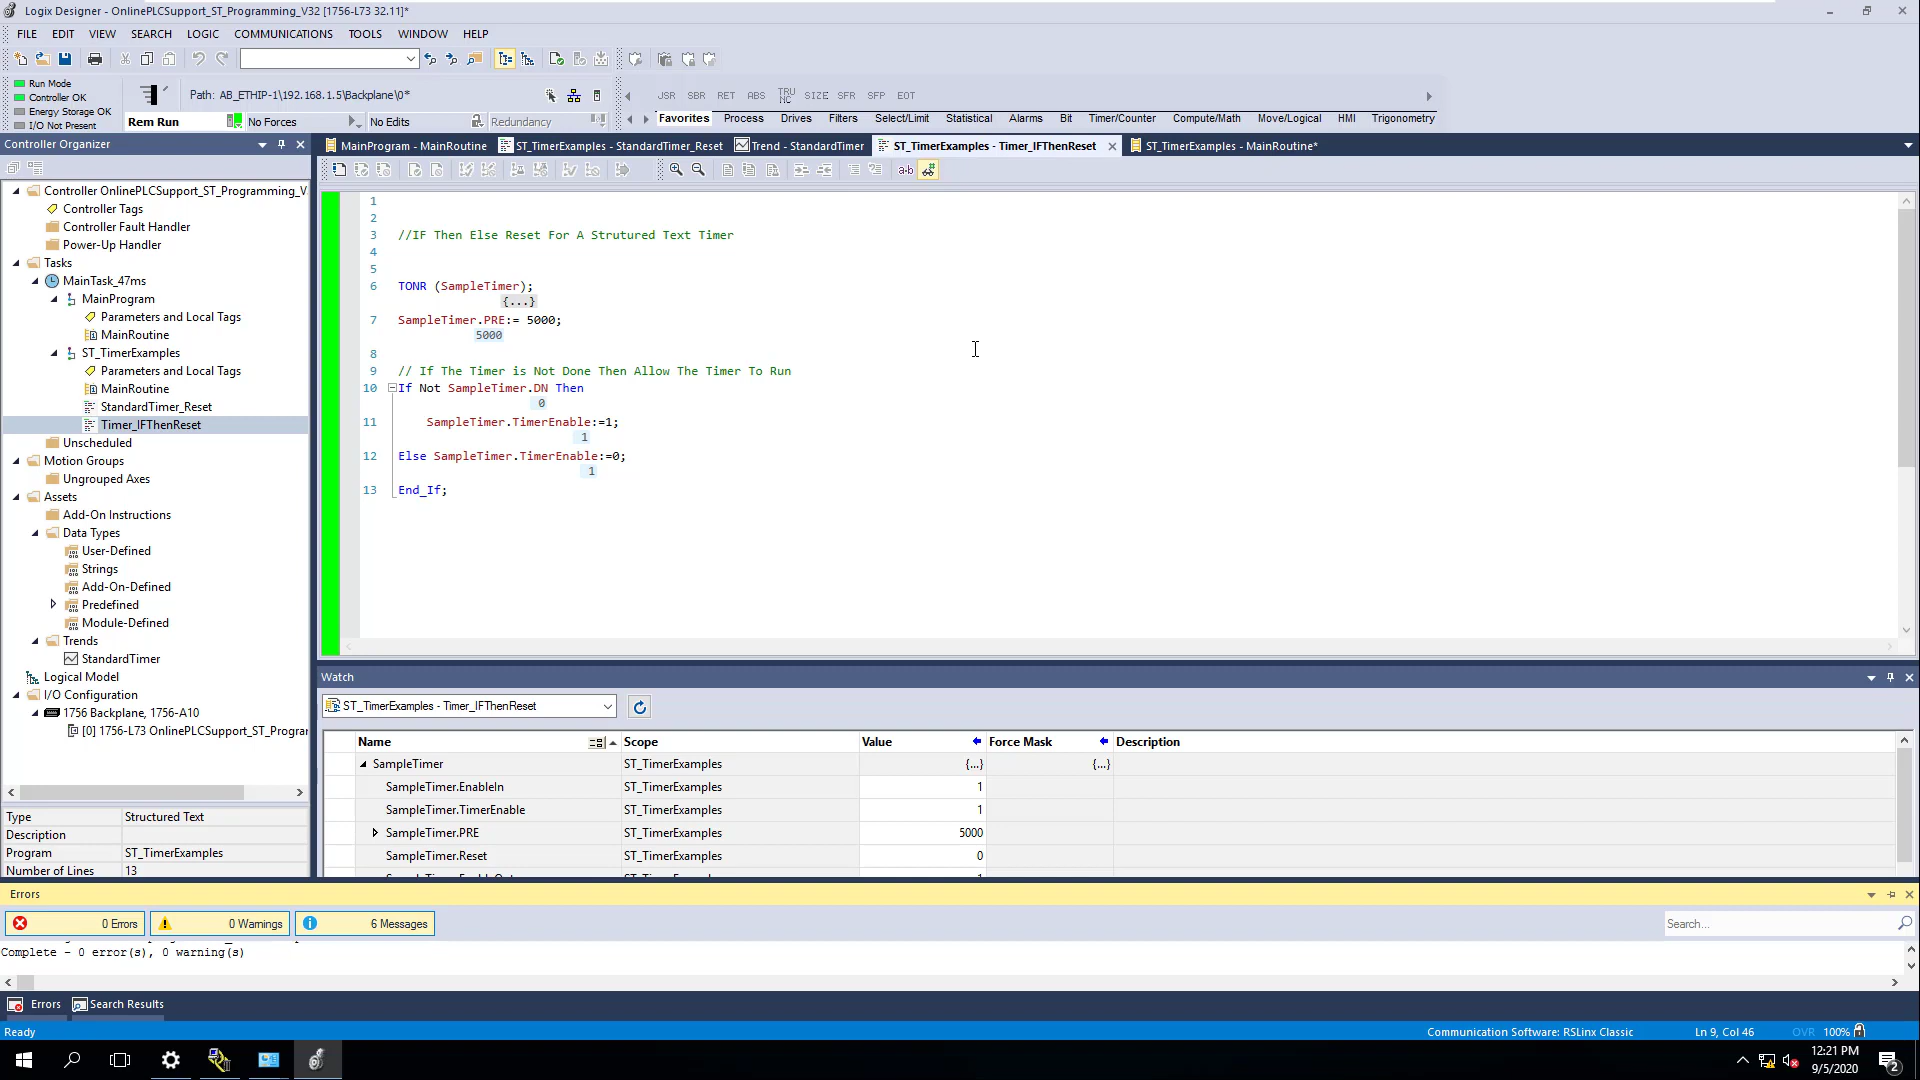 Logix Designer - OnlinePLCSupport_ST_Programming_V32 [1756-L73 32.11]*
FILE EDIT VIEW SEARCH LOGIC COMMUNICATIONS TOOLS WINDOW HELP
Run Mode
Controller OK
Energy Storage OK
I/O Not Present
Path: AB_ETHIP-1\192.168.1.5\Backplane\0*
Rem Run No Forces No Edits Redundancy
JSR SBR RET ABS TRUNC SIZE SFR SFP EOT
Favorites Process Drives Filters Select/Limit Statistical Alarms Bit Timer/Counter Compute/Math Move/Logical HMI Trigonometry
Controller Organizer
MainProgram - MainRoutine ST_TimerExamples - StandardTimer_Reset Trend - StandardTimer ST_TimerExamples - Timer_IFThenReset ST_TimerExamples - MainRoutine*
Controller OnlinePLCSupport_ST_Programming_V
Controller Tags
Controller Fault Handler
Power-Up Handler
Tasks
MainTask_47ms
MainProgram
Parameters and Local Tags
MainRoutine
ST_TimerExamples
Parameters and Local Tags
MainRoutine
StandardTimer_Reset
Timer_IFThenReset
Unscheduled
Motion Groups
Ungrouped Axes
Assets
Add-On Instructions
Data Types
User-Defined
Strings
Add-On-Defined
Predefined
Module-Defined
Trends
StandardTimer
Logical Model
I/O Configuration
1756 Backplane, 1756-A10
[0] 1756-L73 OnlinePLCSupport_ST_Progran
Type Structured Text
Description
Program ST_TimerExamples
Number of Lines 13
1
2
3 //IF Then Else Reset For A Strutured Text Timer
4
5
6 TONR (SampleTimer);
{...}
7 SampleTimer.PRE:= 5000;
5000
8
9 // If The Timer is Not Done Then Allow The Timer To Run
10 If Not SampleTimer.DN Then
0
11 SampleTimer.TimerEnable:=1;
1
12 Else SampleTimer.TimerEnable:=0;
1
13 End_If;
Watch
ST_TimerExamples - Timer_IFThenReset
Name Scope Value Force Mask Description
SampleTimer ST_TimerExamples {...} {...}
SampleTimer.EnableIn ST_TimerExamples 1
SampleTimer.TimerEnable ST_TimerExamples 1
SampleTimer.PRE ST_TimerExamples 5000
SampleTimer.Reset ST_TimerExamples 0
Errors
0 Errors 0 Warnings 6 Messages
Search...
Complete - 0 error(s), 0 warning(s)
Errors Search Results
Ready Communication Software: RSLinx Classic Ln 9, Col 46 OVR 100%
12:21 PM
9/5/2020
2